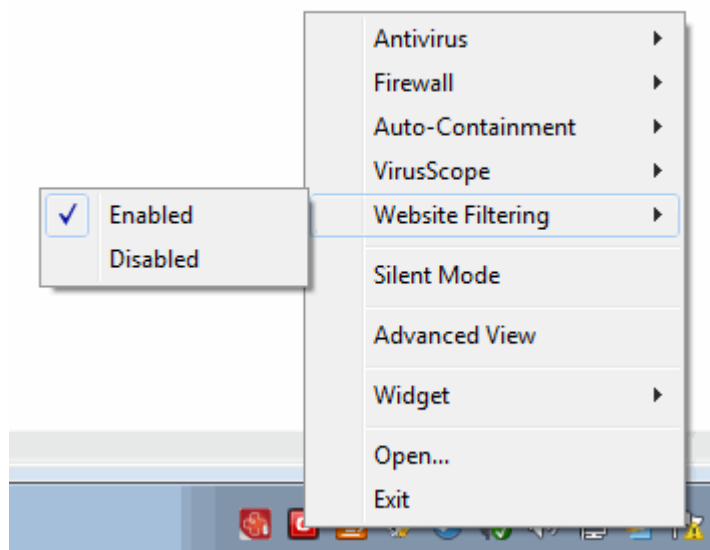 Antivirus
Firewall
Auto-Containment
VirusScope
Website Filtering
Enabled
Disabled
Silent Mode
Advanced View
Widget
Open...
Exit